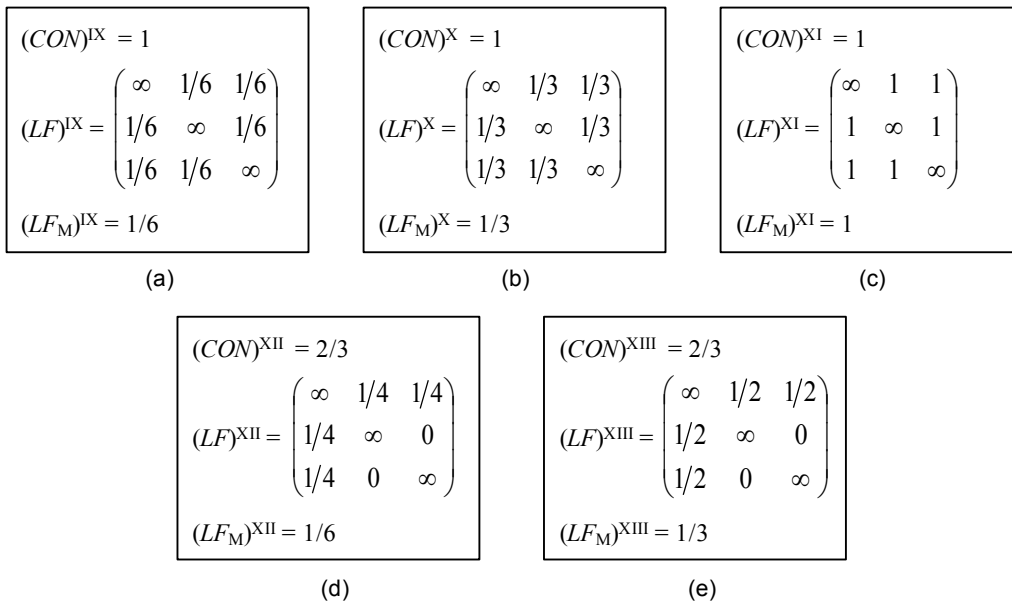 (CON)^IX = 1
(LF)^IX = (∞ 1/6 1/6
1/6 ∞ 1/6
1/6 1/6 ∞)
(LF_M)^IX = 1/6
(a)
(CON)^X = 1
(LF)^X = (∞ 1/3 1/3
1/3 ∞ 1/3
1/3 1/3 ∞)
(LF_M)^X = 1/3
(b)
(CON)^XI = 1
(LF)^XI = (∞ 1 1
1 ∞ 1
1 1 ∞)
(LF_M)^XI = 1
(c)
(CON)^XII = 2/3
(LF)^XII = (∞ 1/4 1/4
1/4 ∞ 0
1/4 0 ∞)
(LF_M)^XII = 1/6
(d)
(CON)^XIII = 2/3
(LF)^XIII = (∞ 1/2 1/2
1/2 ∞ 0
1/2 0 ∞)
(LF_M)^XIII = 1/3
(e)